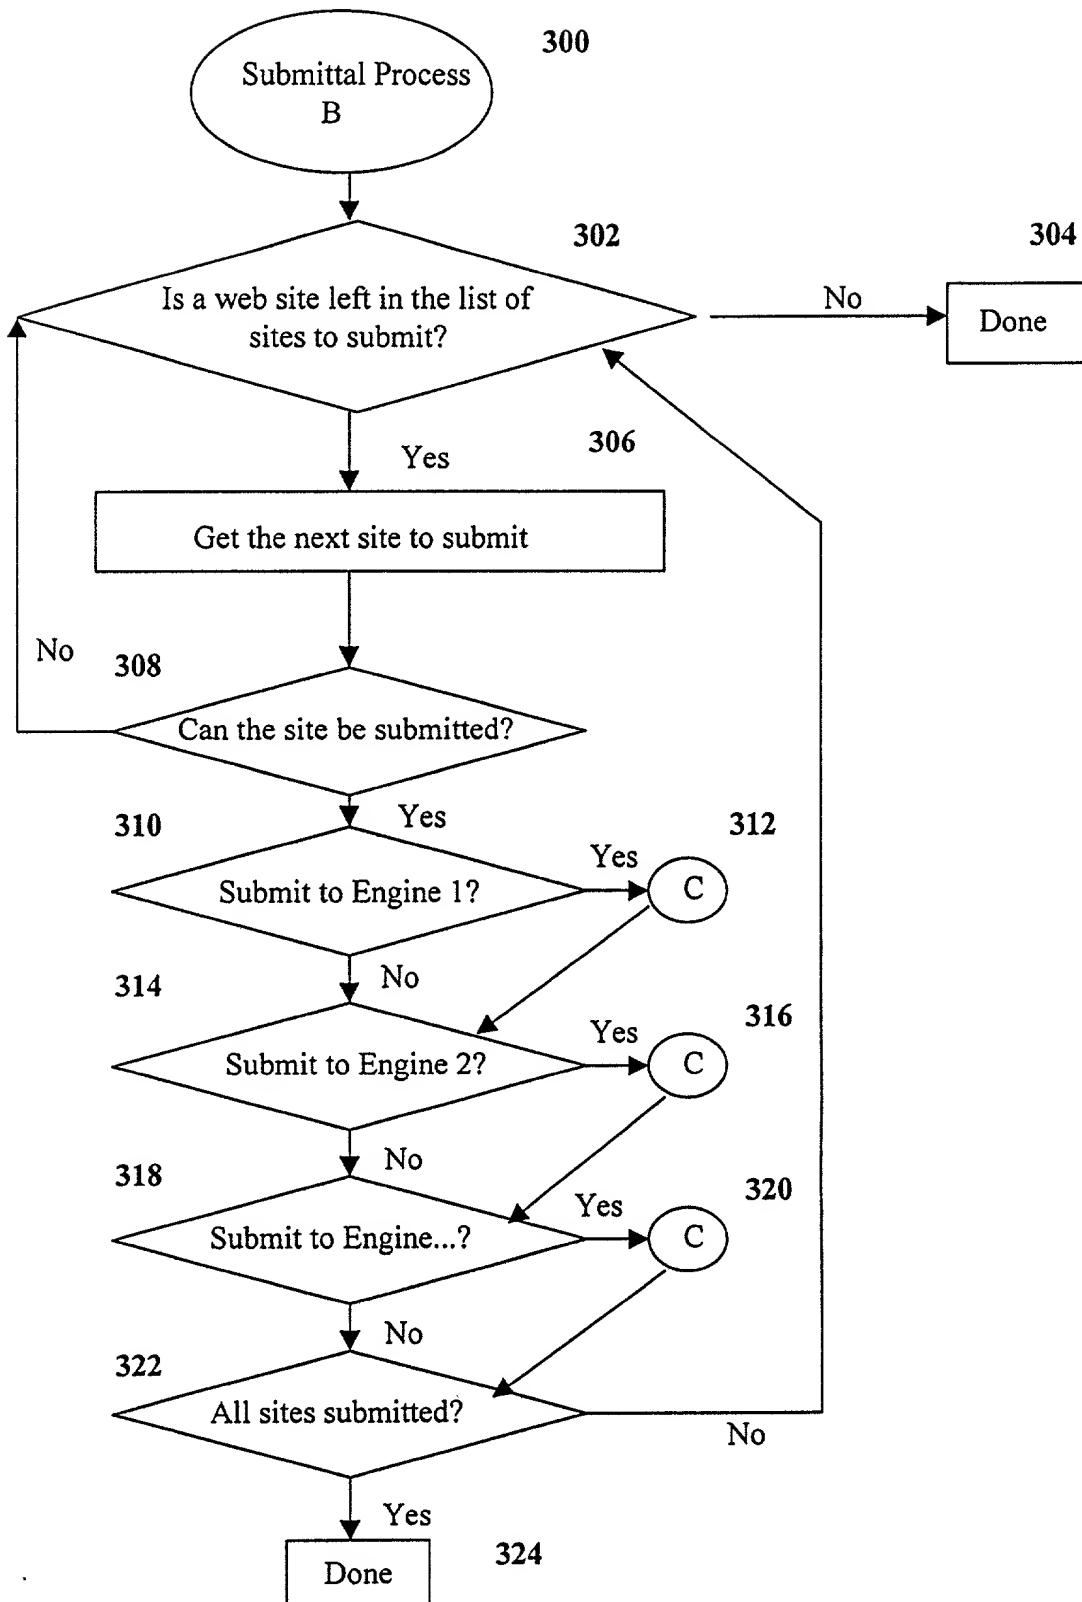 300
Submittal Process
B
302
304
Is a web site left in the list of
sites to submit?
No
Done
Yes
306
Get the next site to submit
No
308
Can the site be submitted?
Yes
310
312
Submit to Engine 1?
Yes
C
No
314
316
Submit to Engine 2?
Yes
C
No
318
320
Submit to Engine...?
Yes
C
No
322
All sites submitted?
No
Yes
324
Done